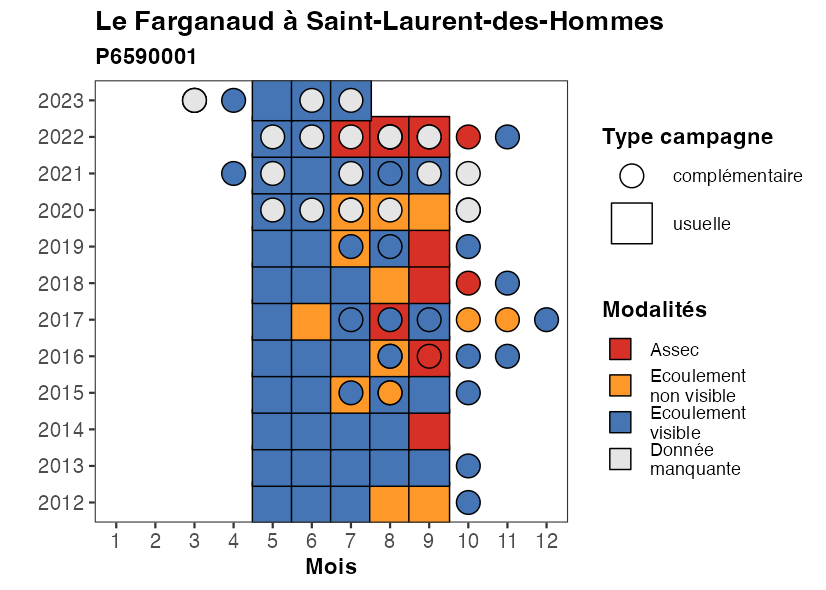 Le Farganaud à Saint-Laurent-des-Hommes
P6590001
2023
2022
2021
2020
2019
2018
2017
2016
2015
2014
2013
2012
1 2 3 4 5 6 7 8 9 10 11 12
Mois
Type campagne
complémentaire
usuelle
Modalités
Assec
Ecoulement
non visible
Ecoulement
visible
Donnée
manquante